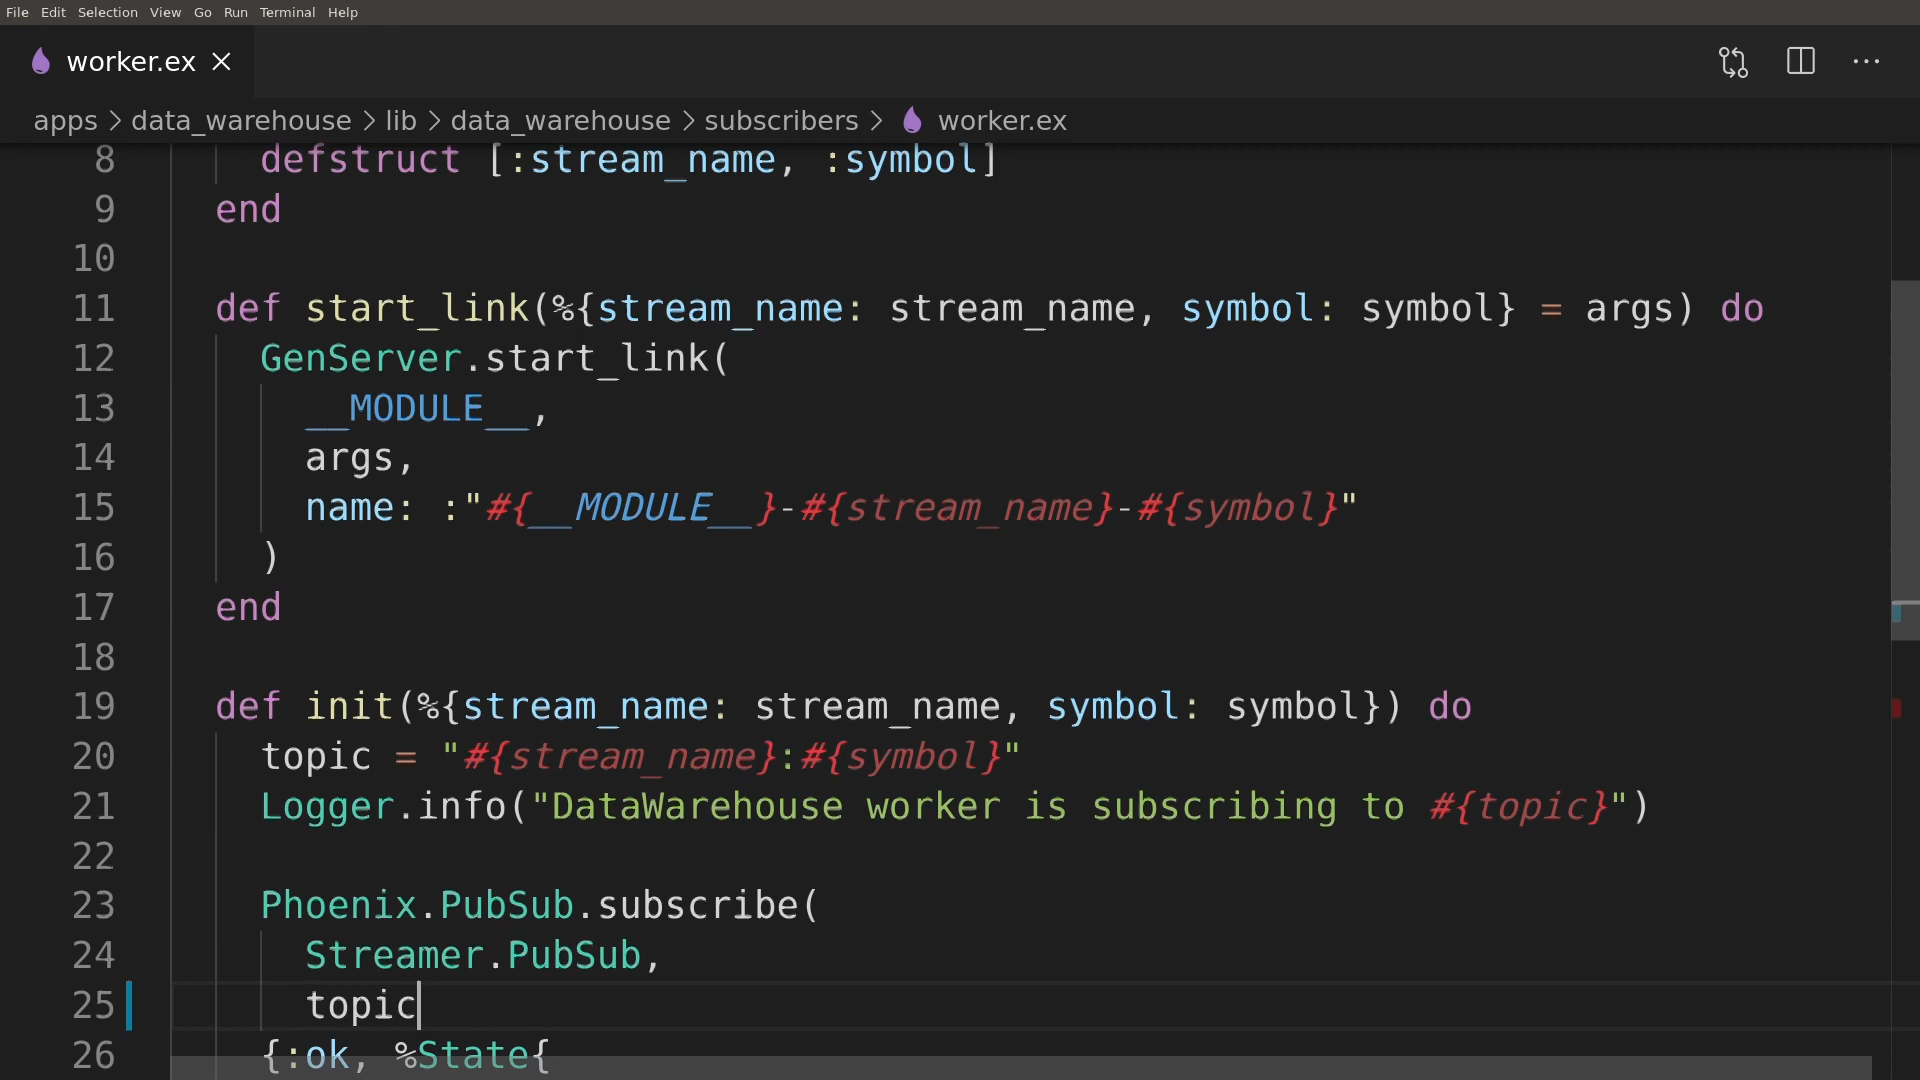 File Edit Selection View Go Run Terminal Help
worker.ex
apps > data_warehouse > lib > data_warehouse > subscribers > worker.ex
8 defstruct [:stream_name, :symbol]
9 end
10
11 def start_link(%{stream_name: stream_name, symbol: symbol} = args) do
12 GenServer.start_link(
13 __MODULE__,
14 args,
15 name: :"#{__MODULE__}-#{stream_name}-#{symbol}"
16 )
17 end
18
19 def init(%{stream_name: stream_name, symbol: symbol}) do
20 topic = "#{stream_name}:#{symbol}"
21 Logger.info("DataWarehouse worker is subscribing to #{topic}")
22
23 Phoenix.PubSub.subscribe(
24 Streamer.PubSub,
25 topic
26 {:ok, %State{